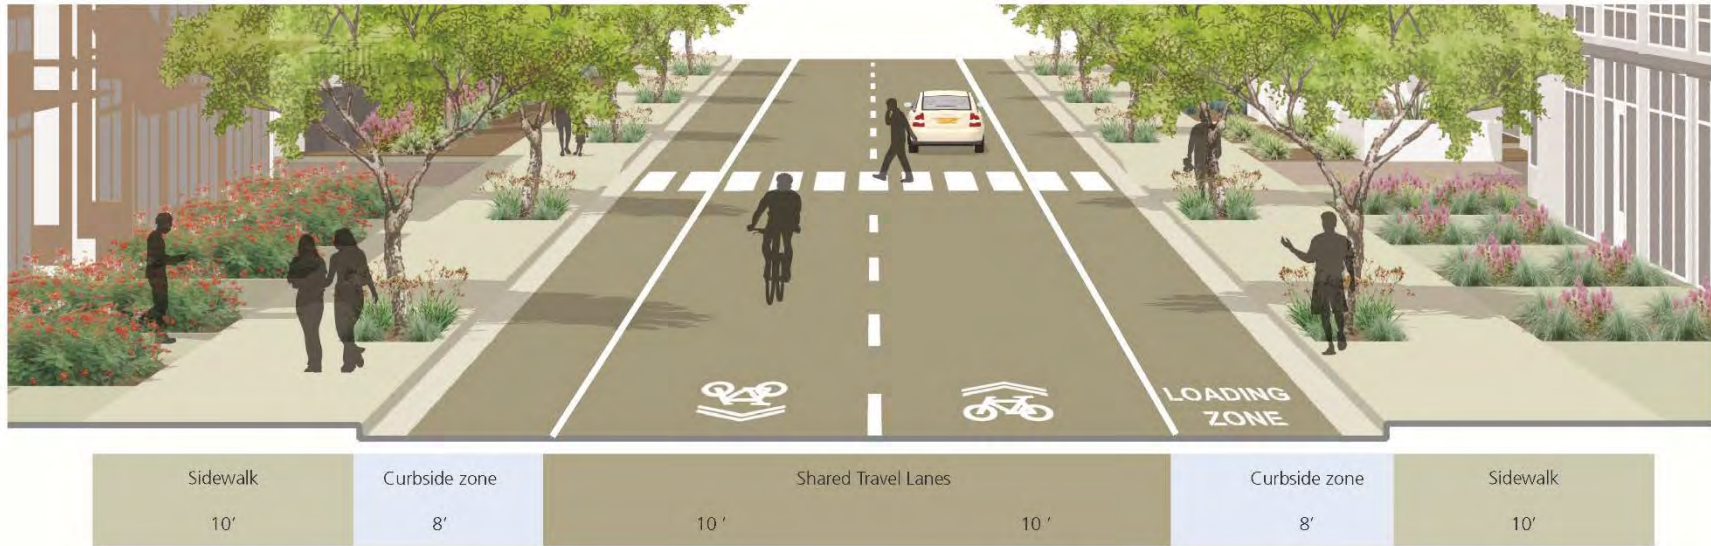 LOADING
ZONE
Sidewalk
Curbside zone
Shared Travel Lanes
Curbside zone
Sidewalk
10'
8'
10 '
10 '
8'
10'